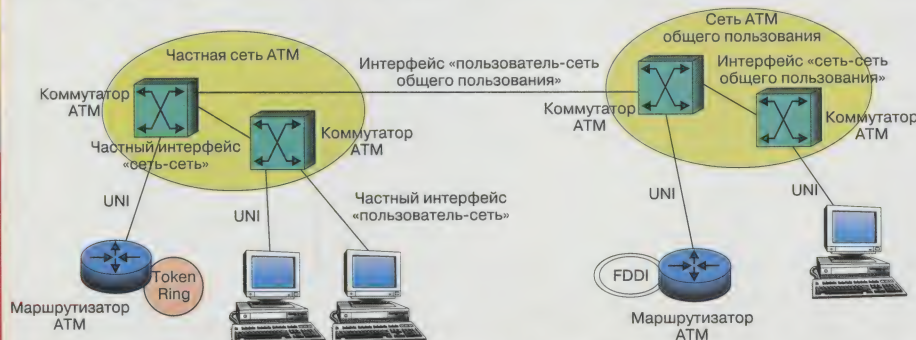 Частная сеть АТМ
Сеть АТМ
общего пользования
Интерфейс «пользователь-сеть
общего пользования»
Интерфейс «сеть-сеть
общего пользования»
Коммутатор
АТМ
Коммутатор
АТМ
Коммутатор
АТМ
Коммутатор
АТМ
Частный интерфейс
«сеть-сеть»
Частный интерфейс
«пользователь-сеть»
UNI
UNI
UNI
UNI
Token
Ring
FDDI
Маршрутизатор
АТМ
Маршрутизатор
АТМ